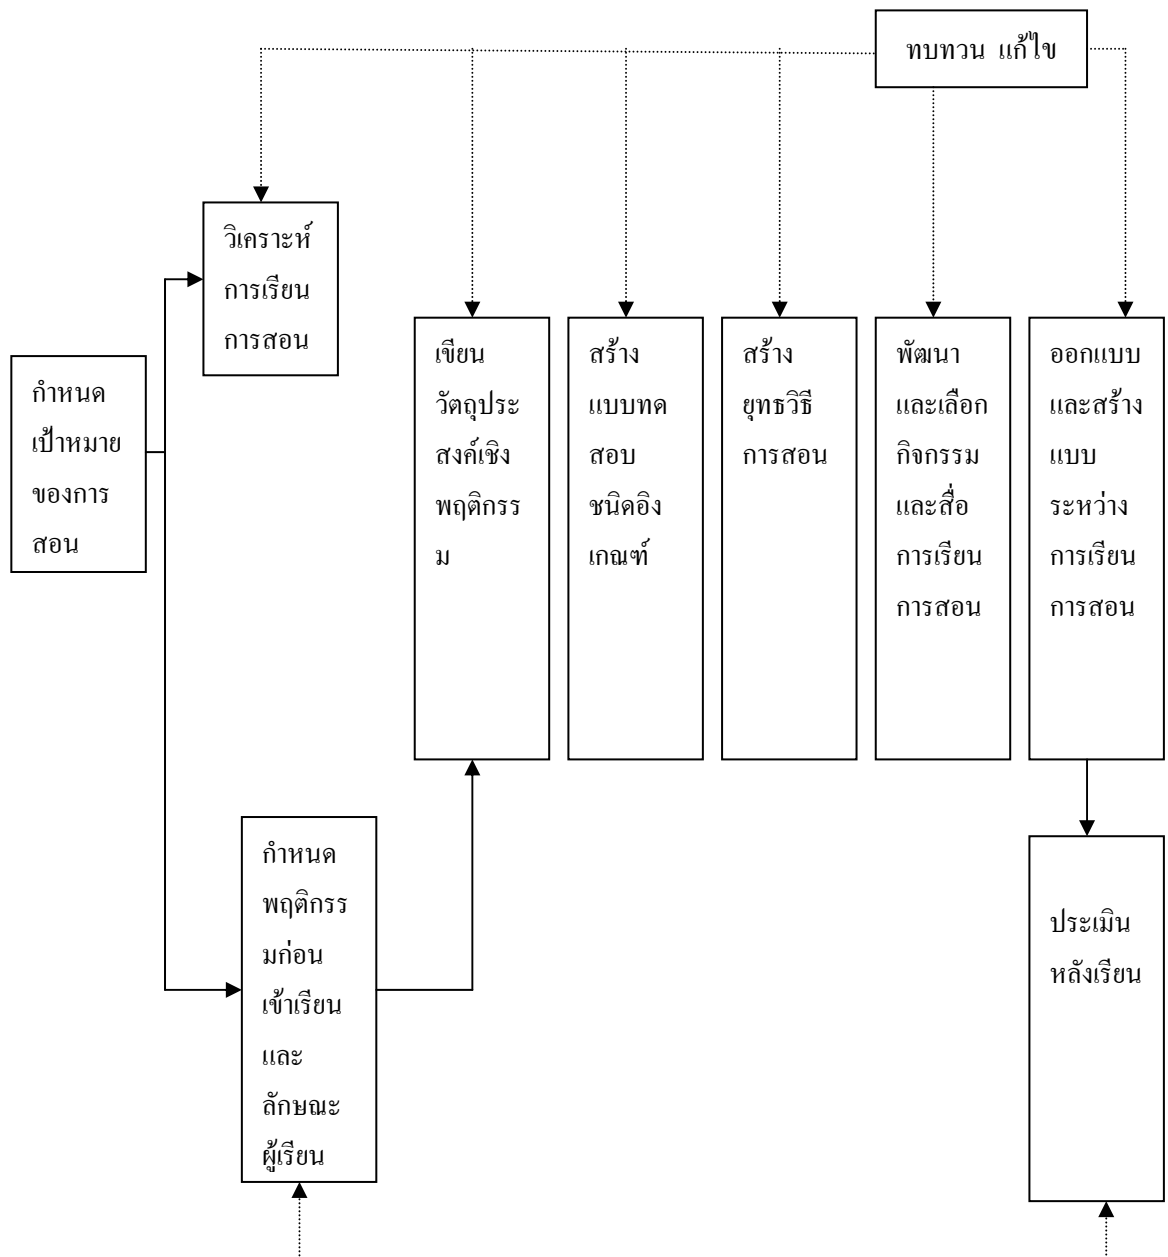 ทบทวน แก้ไข
วิเคราะห์
การเรียน
การสอน
กำหนด
เป้าหมาย
ของการ
สอน
เขียน
วัตถุประ
สงค์เชิง
พฤติกรร
ม
สร้าง
แบบทด
สอบ
ชนิดอิง
เกณฑ์
สร้าง
ยุทธวิธี
การสอน
พัฒนา
และเลือก
กิจกรรม
และสื่อ
การเรียน
การสอน
ออกแบบ
และสร้าง
แบบ
ระหว่าง
การเรียน
การสอน
กำหนด
พฤติกรร
มก่อน
เข้าเรียน
และ
ลักษณะ
ผู้เรียน
ประเมิน
หลังเรียน